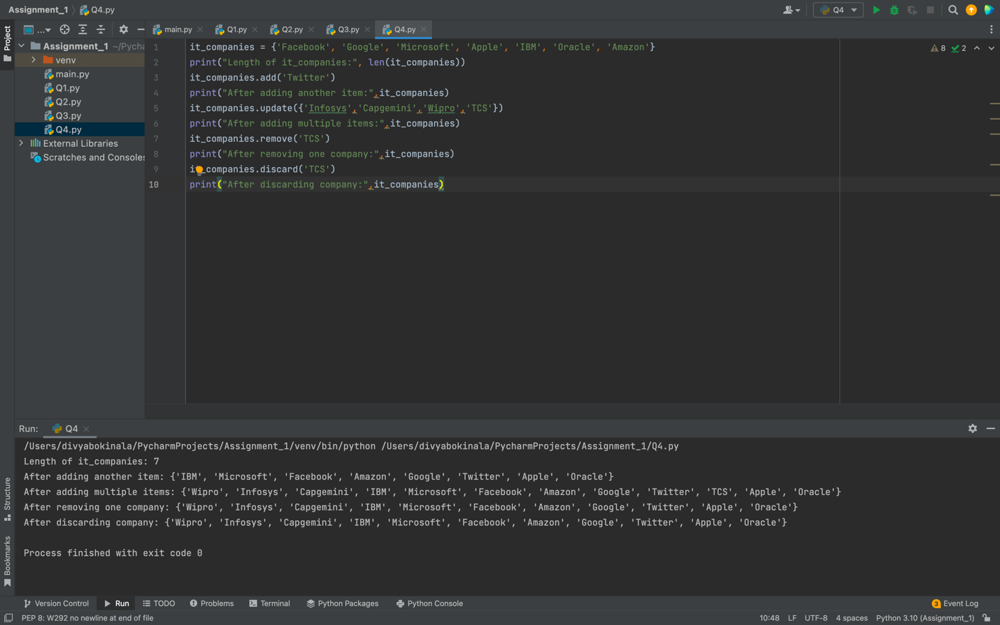 Assignment_1 Q4.py Q4
Project ... main.py Q1.py Q2.py Q3.py Q4.py
Assignment_1 ~/Pycha
venv
main.py
Q1.py
Q2.py
Q3.py
Q4.py
External Libraries
Scratches and Consoles
8 2
1 it_companies = {'Facebook', 'Google', 'Microsoft', 'Apple', 'IBM', 'Oracle', 'Amazon'}
2 print("Length of it_companies:", len(it_companies))
3 it_companies.add('Twitter')
4 print("After adding another item:",it_companies)
5 it_companies.update({'Infosys','Capgemini','Wipro','TCS'})
6 print("After adding multiple items:",it_companies)
7 it_companies.remove('TCS')
8 print("After removing one company:",it_companies)
9 it_companies.discard('TCS')
10 print("After discarding company:",it_companies)
Run: Q4
/Users/divyabokinala/PycharmProjects/Assignment_1/venv/bin/python /Users/divyabokinala/PycharmProjects/Assignment_1/Q4.py
Length of it_companies: 7
After adding another item: {'IBM', 'Microsoft', 'Facebook', 'Amazon', 'Google', 'Twitter', 'Apple', 'Oracle'}
After adding multiple items: {'Wipro', 'Infosys', 'Capgemini', 'IBM', 'Microsoft', 'Facebook', 'Amazon', 'Google', 'Twitter', 'TCS', 'Apple', 'Oracle'}
After removing one company: {'Wipro', 'Infosys', 'Capgemini', 'IBM', 'Microsoft', 'Facebook', 'Amazon', 'Google', 'Twitter', 'Apple', 'Oracle'}
After discarding company: {'Wipro', 'Infosys', 'Capgemini', 'IBM', 'Microsoft', 'Facebook', 'Amazon', 'Google', 'Twitter', 'Apple', 'Oracle'}
Process finished with exit code 0
Structure
Bookmarks
Version Control Run TODO Problems Terminal Python Packages Python Console 3 Event Log
PEP 8: W292 no newline at end of file 10:48 LF UTF-8 4 spaces Python 3.10 (Assignment_1)